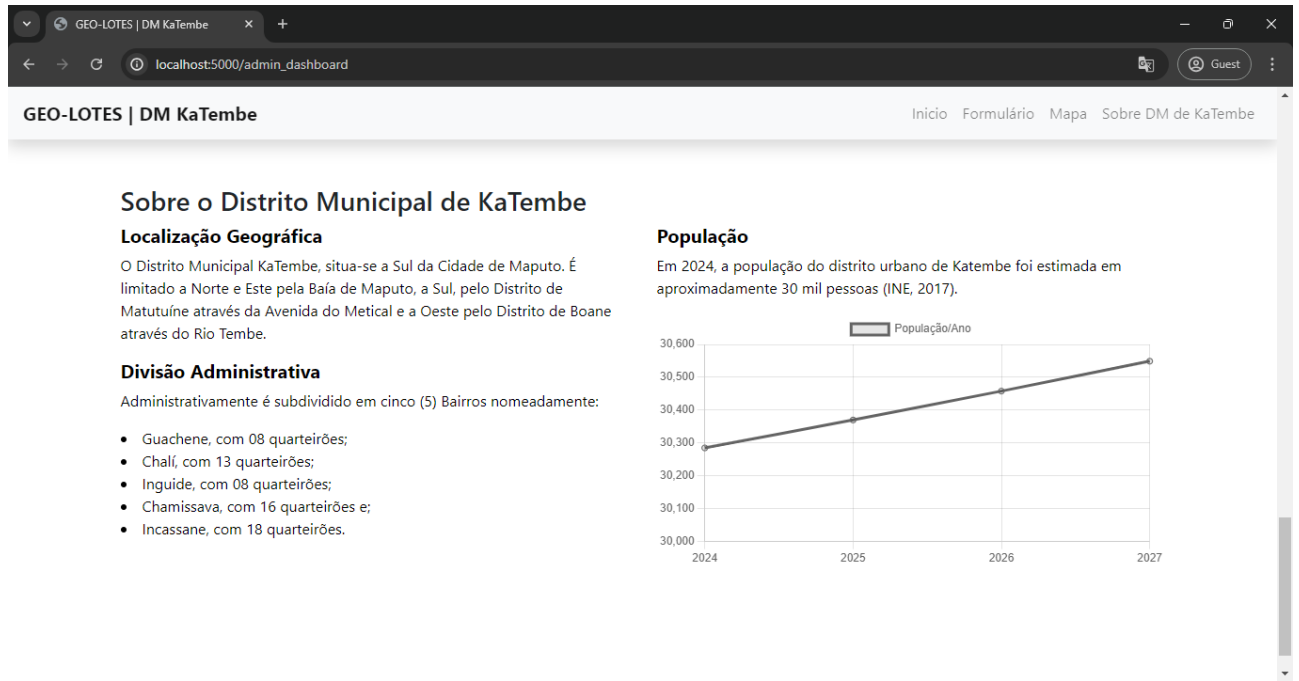 GEO-LOTES | DM KaTembe
localhost:5000/admin_dashboard
Guest
GEO-LOTES | DM KaTembe
Inicio Formulário Mapa Sobre DM de KaTembe
Sobre o Distrito Municipal de KaTembe
Localização Geográfica
O Distrito Municipal KaTembe, situa-se a Sul da Cidade de Maputo. É
limitado a Norte e Este pela Baía de Maputo, a Sul, pelo Distrito de
Matutuíne através da Avenida do Metical e a Oeste pelo Distrito de Boane
através do Rio Tembe.
Divisão Administrativa
Administrativamente é subdividido em cinco (5) Bairros nomeadamente:
• Guachene, com 08 quarteirões;
• Chalí, com 13 quarteirões;
• Inguide, com 08 quarteirões;
• Chamissava, com 16 quarteirões e;
• Incassane, com 18 quarteirões.
População
Em 2024, a população do distrito urbano de Katembe foi estimada em
aproximadamente 30 mil pessoas (INE, 2017).
População/Ano
30,600
30,500
30,400
30,300
30,200
30,100
30,000
2024 2025 2026 2027